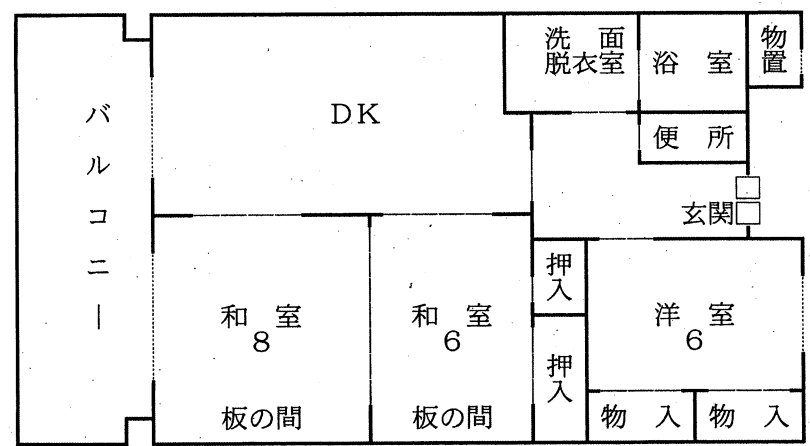 バルコニー
DK
洗面
脱衣室
浴室
物置
便所
玄関
和室
8
板の間
和室
6
板の間
押入
押入
洋室
6
物入
物入